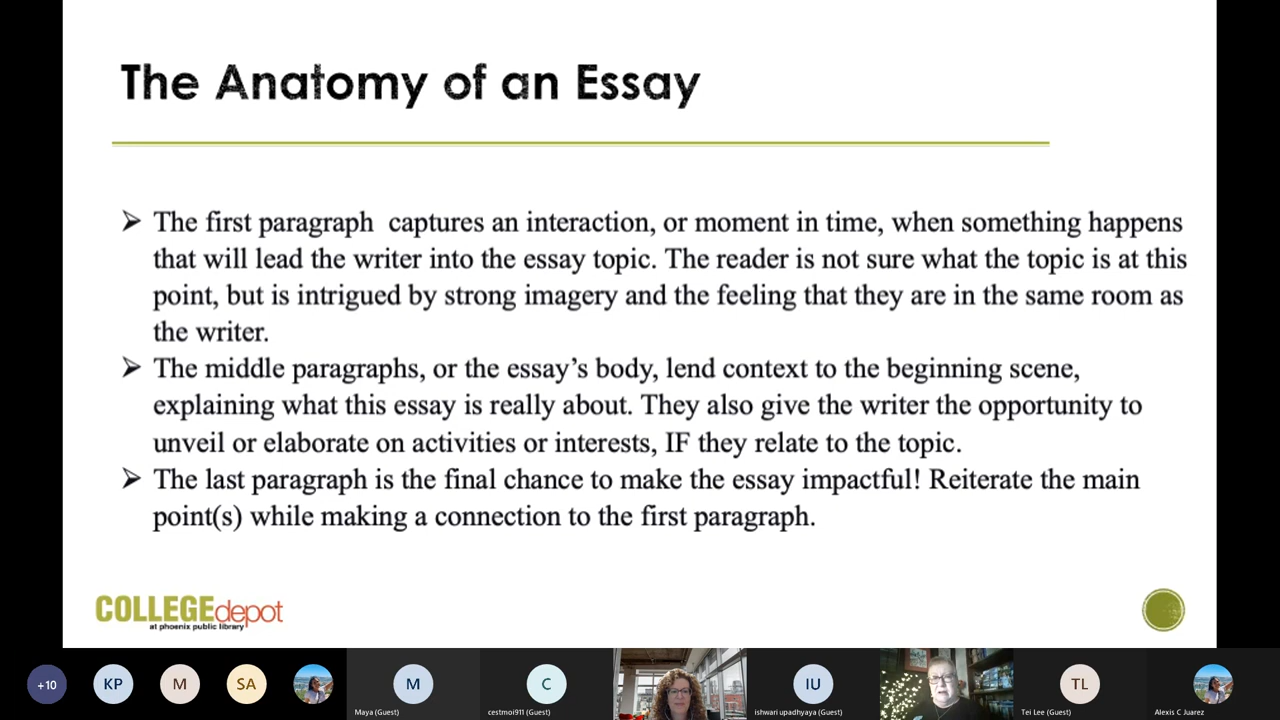 The Anatomy of an Essay
➢ The first paragraph  captures an interaction, or moment in time, when something happens
that will lead the writer into the essay topic. The reader is not sure what the topic is at this
point, but is intrigued by strong imagery and the feeling that they are in the same room as
the writer.
➢ The middle paragraphs, or the essay’s body, lend context to the beginning scene,
explaining what this essay is really about. They also give the writer the opportunity to
unveil or elaborate on activities or interests, IF they relate to the topic.
➢ The last paragraph is the final chance to make the essay impactful! Reiterate the main
point(s) while making a connection to the first paragraph.
COLLEGEdepot
at phoenix public library
+10 KP M SA M C IU TL
Maya (Guest) cestmoi911 (Guest) ishwari upadhyaya (Guest) Tei Lee (Guest) Alexis C Juarez